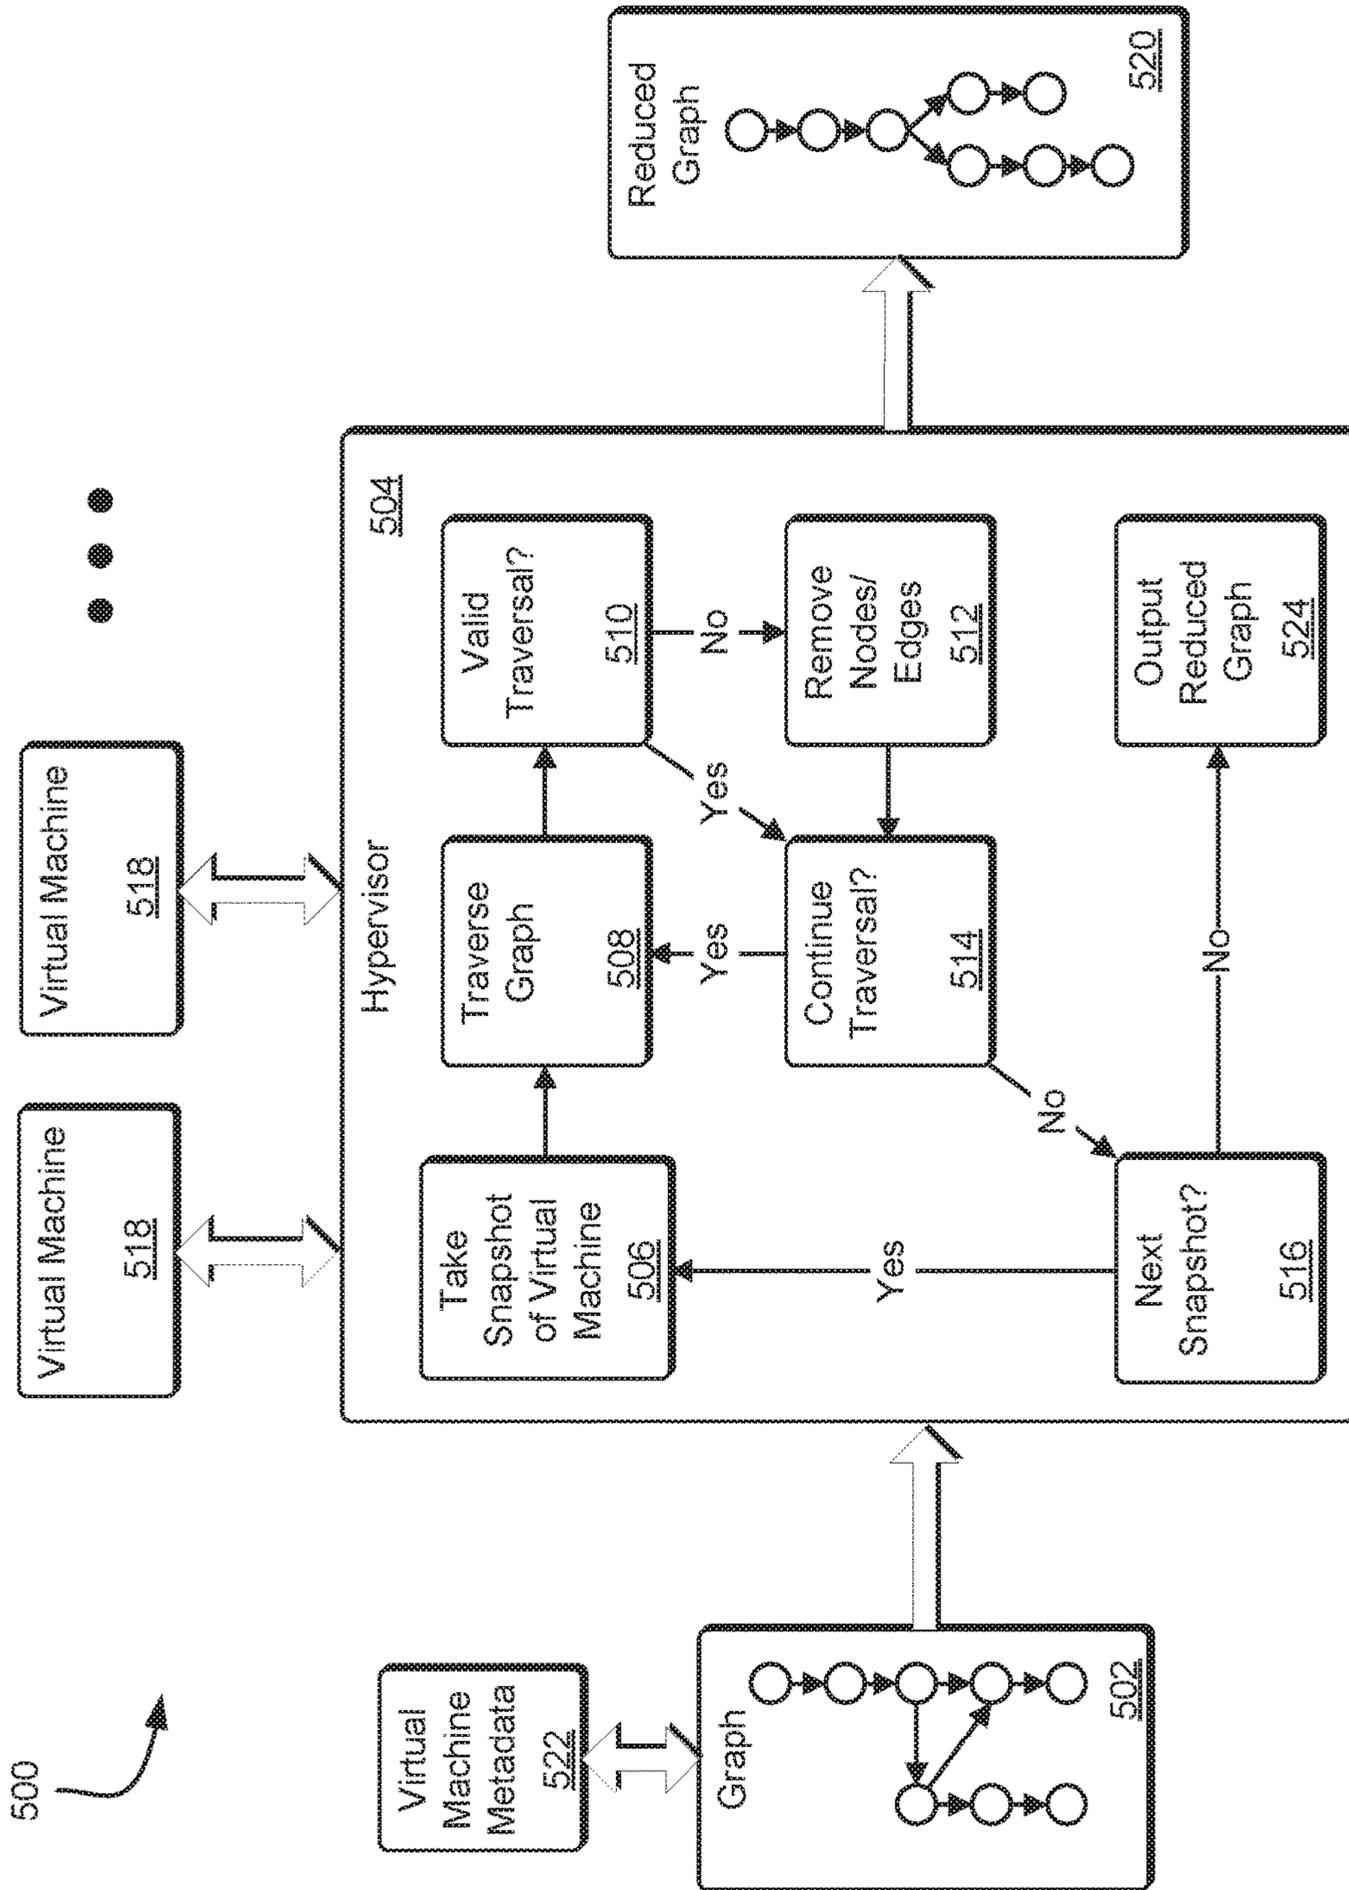 500
Virtual Machine
518
Virtual Machine
518
Virtual
Machine
Metadata
522
Graph
502
Hypervisor
504
Take
Snapshot
of Virtual
Machine
506
Traverse
Graph
508
Valid
Traversal?
510
Yes
No
Yes
Continue
Traversal?
514
Remove
Nodes/
Edges
512
Yes
No
Next
Snapshot?
516
No
Output
Reduced
Graph
524
Reduced
Graph
520